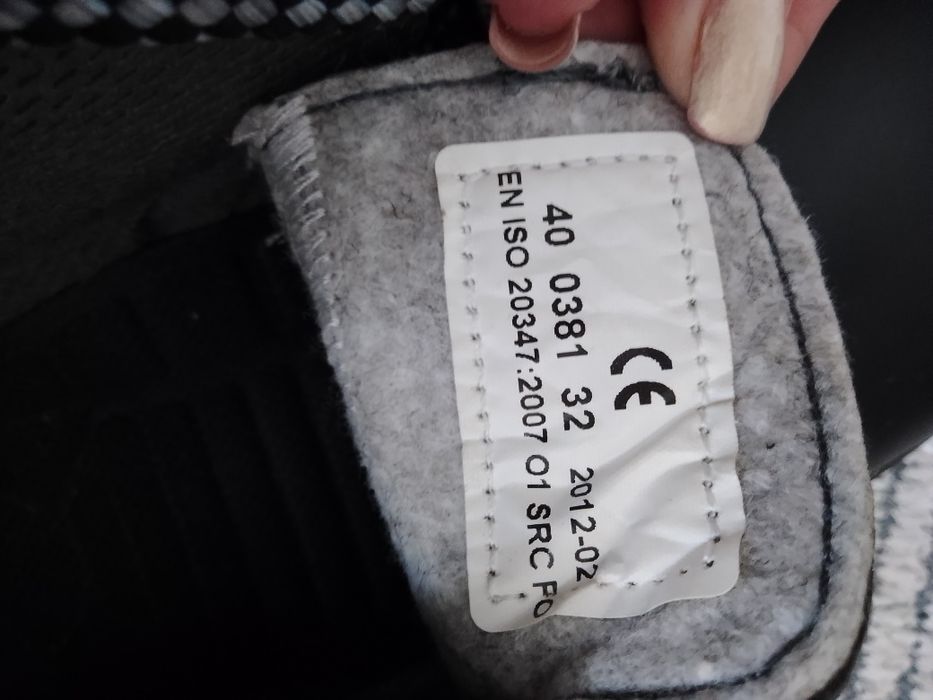 CE
40 0381 32 2012-02
EN ISO 20347:2007 O1 SRC FO